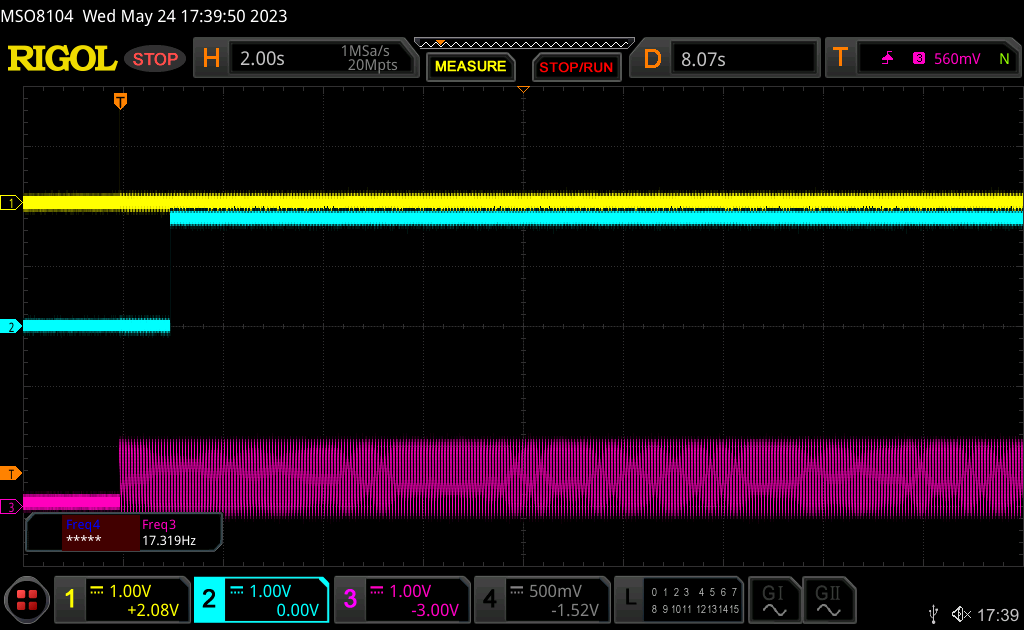 MSO8104 Wed May 24 17:39:50 2023
RIGOL STOP H 2.00s 1MSa/s 20Mpts MEASURE STOP/RUN D 8.07s T 3 560mV N
T
1
2
T
3
Freq4 Freq3
***** 17.319Hz
1 1.00V +2.08V 2 1.00V 0.00V 3 1.00V -3.00V 4 500mV -1.52V L 0 1 2 3 4 5 6 7 GI GII
8 9 10 11 12 13 14 15
17:39